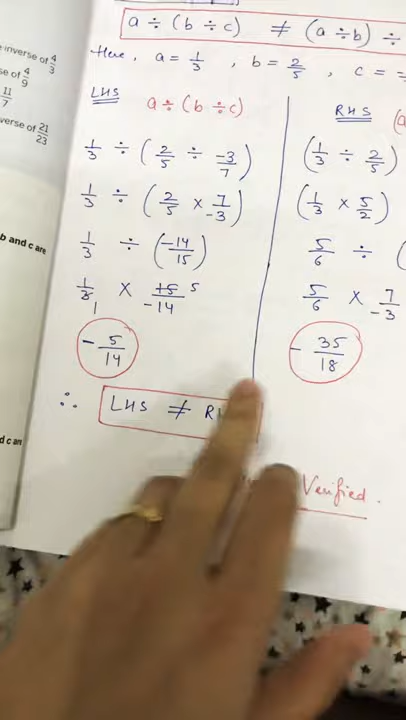 a ÷ (b ÷ c) ≠ (a ÷ b) ÷
Here, a = 1/3 , b = 2/5 , c = -
LHS
a ÷ (b ÷ c)
1/3 ÷ (2/5 ÷ -3/7)
1/3 ÷ (2/5 × 7/-3)
1/3 ÷ (-14/15)
1/3 1 × 15/-14 5
- 5/14
RHS
(a
(1/3 ÷ 2/5)
(1/3 × 5/2)
5/6 ÷ (
5/6 × 7/-3
- 35/18
∴ LHS ≠ R
Verified.
inverse of 4/3
se of 4/9
11/7
verse of 21/23
b and c are
d c are